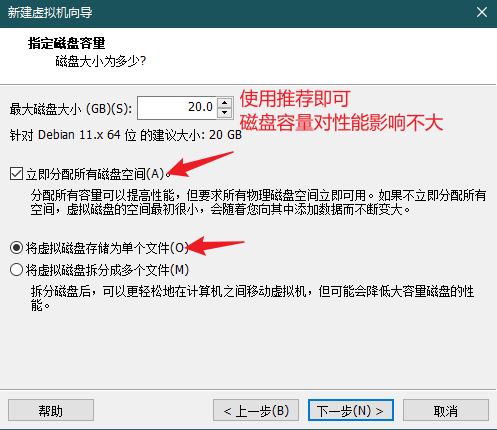 新建虚拟机向导
指定磁盘容量
磁盘大小为多少?
最大磁盘大小 (GB)(S): 20.0
使用推荐即可
磁盘容量对性能影响不大
针对 Debian 11.x 64 位 的建议大小: 20 GB
立即分配所有磁盘空间(A)。
分配所有容量可以提高性能，但要求所有物理磁盘空间立即可用。如果不立即分配所有
空间，虚拟磁盘的空间最初很小，会随着您向其中添加数据而不断变大。
将虚拟磁盘存储为单个文件(O)
将虚拟磁盘拆分成多个文件(M)
拆分磁盘后，可以更轻松地在计算机之间移动虚拟机，但可能会降低大容量磁盘的性
能。
帮助
< 上一步(B)
下一步(N) >
取消